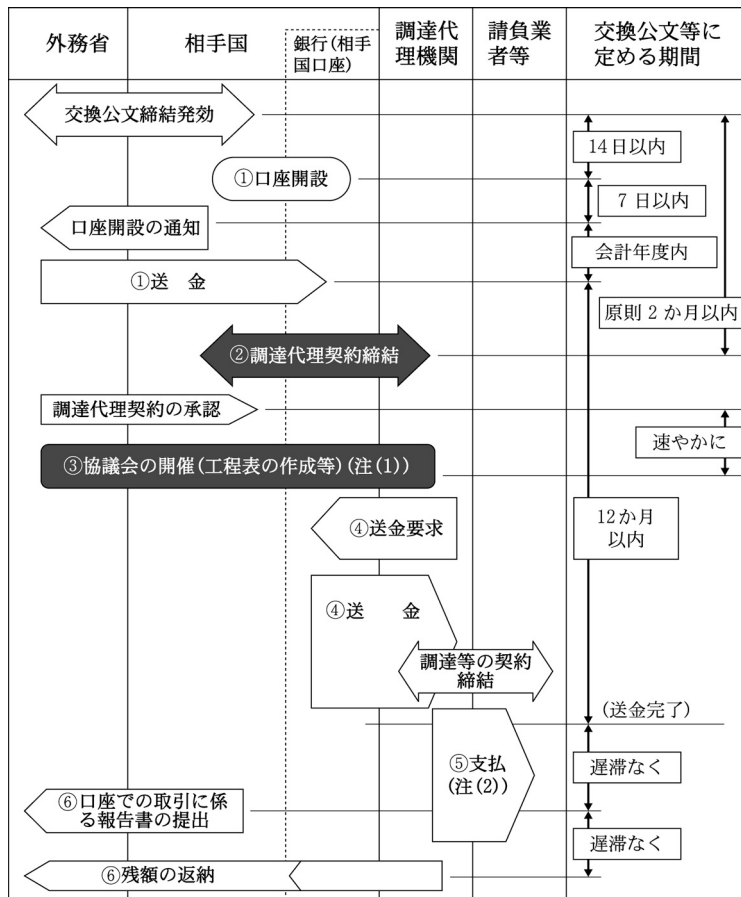 外務省
相手国
銀行(相手
国口座)
調達代
理機関
請負業
者等
交換公文等に
定める期間
交換公文締結発効
14日以内
①口座開設
7日以内
口座開設の通知
会計年度内
①送 金
原則2か月以内
②調達代理契約締結
調達代理契約の承認
速やかに
③協議会の開催(工程表の作成等)(注(1))
④送金要求
12か月
以内
④送 金
調達等の契約
締結
(送金完了)
⑤支払
(注(2))
遅滞なく
⑥口座での取引に係
る報告書の提出
遅滞なく
⑥残額の返納